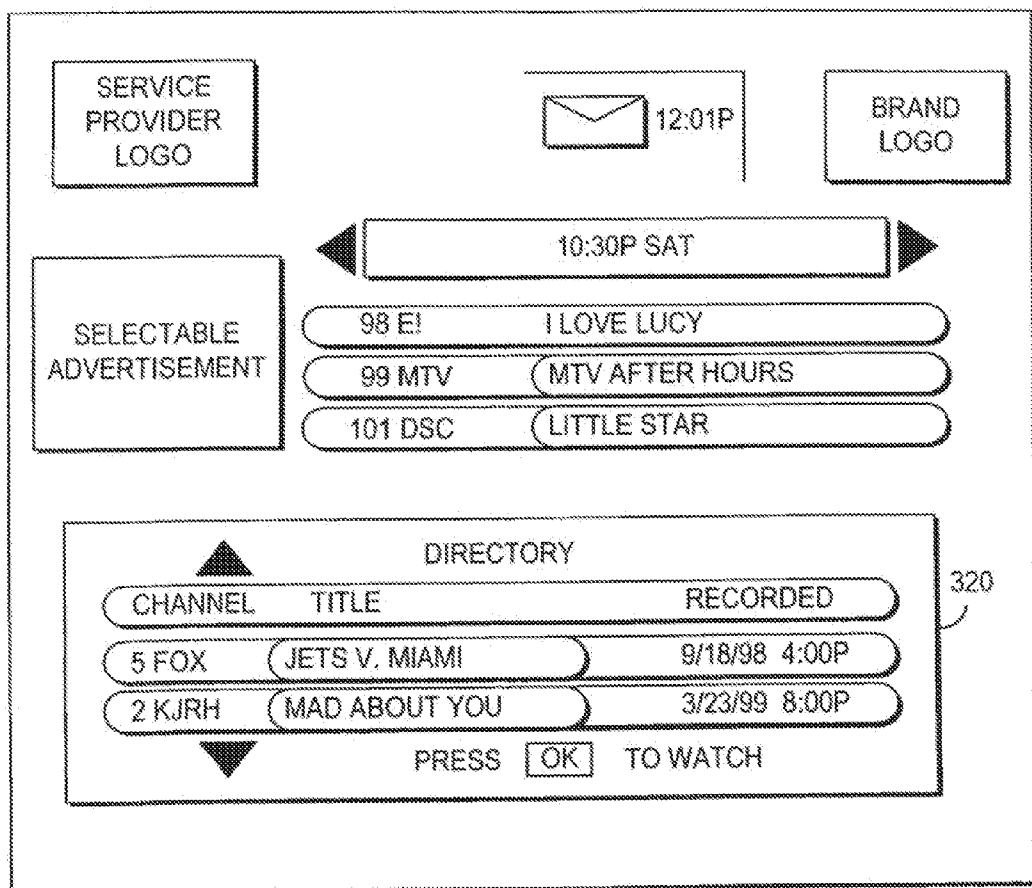 SERVICE
PROVIDER
LOGO
12:01P
BRAND
LOGO
10:30P SAT
SELECTABLE
ADVERTISEMENT
98 E! I LOVE LUCY
99 MTV MTV AFTER HOURS
101 DSC LITTLE STAR
DIRECTORY
CHANNEL TITLE RECORDED
5 FOX JETS V. MIAMI 9/18/98 4:00P
2 KJRH MAD ABOUT YOU 3/23/99 8:00P
PRESS OK TO WATCH
320